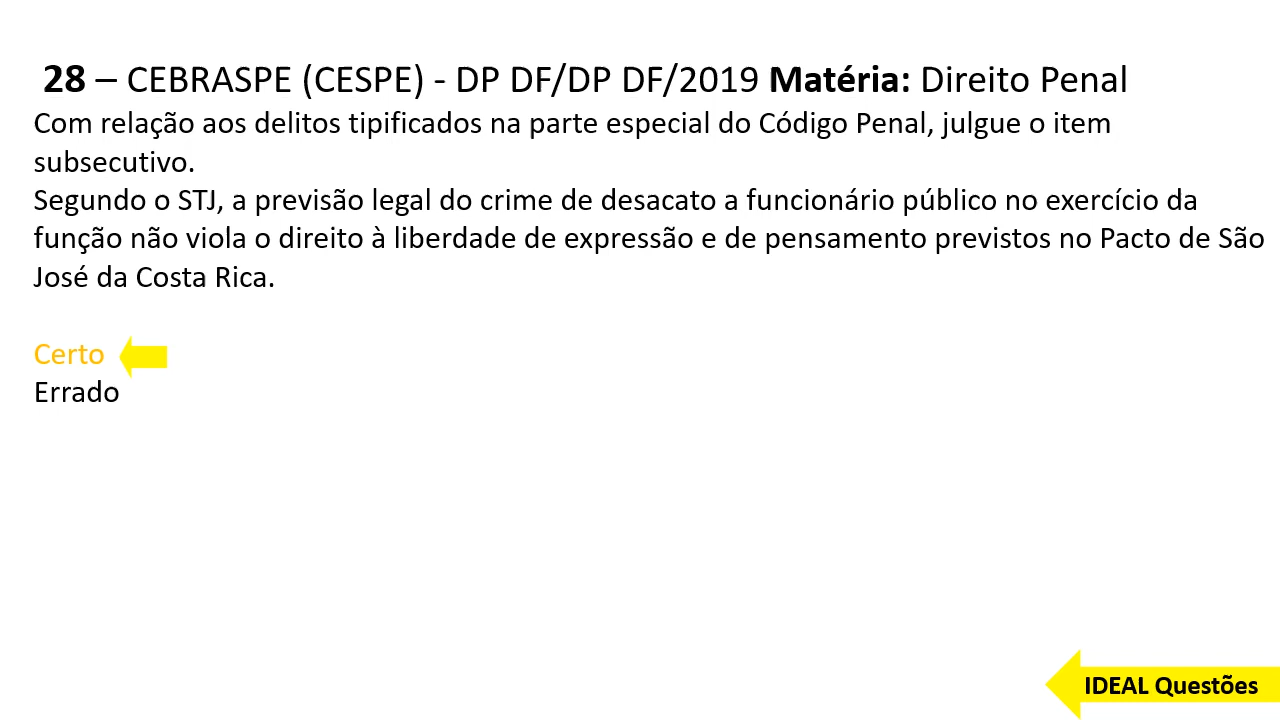 28 – CEBRASPE (CESPE) - DP DF/DP DF/2019 Matéria: Direito Penal
Com relação aos delitos tipificados na parte especial do Código Penal, julgue o item
subsecutivo.
Segundo o STJ, a previsão legal do crime de desacato a funcionário público no exercício da
função não viola o direito à liberdade de expressão e de pensamento previstos no Pacto de São
José da Costa Rica.
Certo
Errado
IDEAL Questões